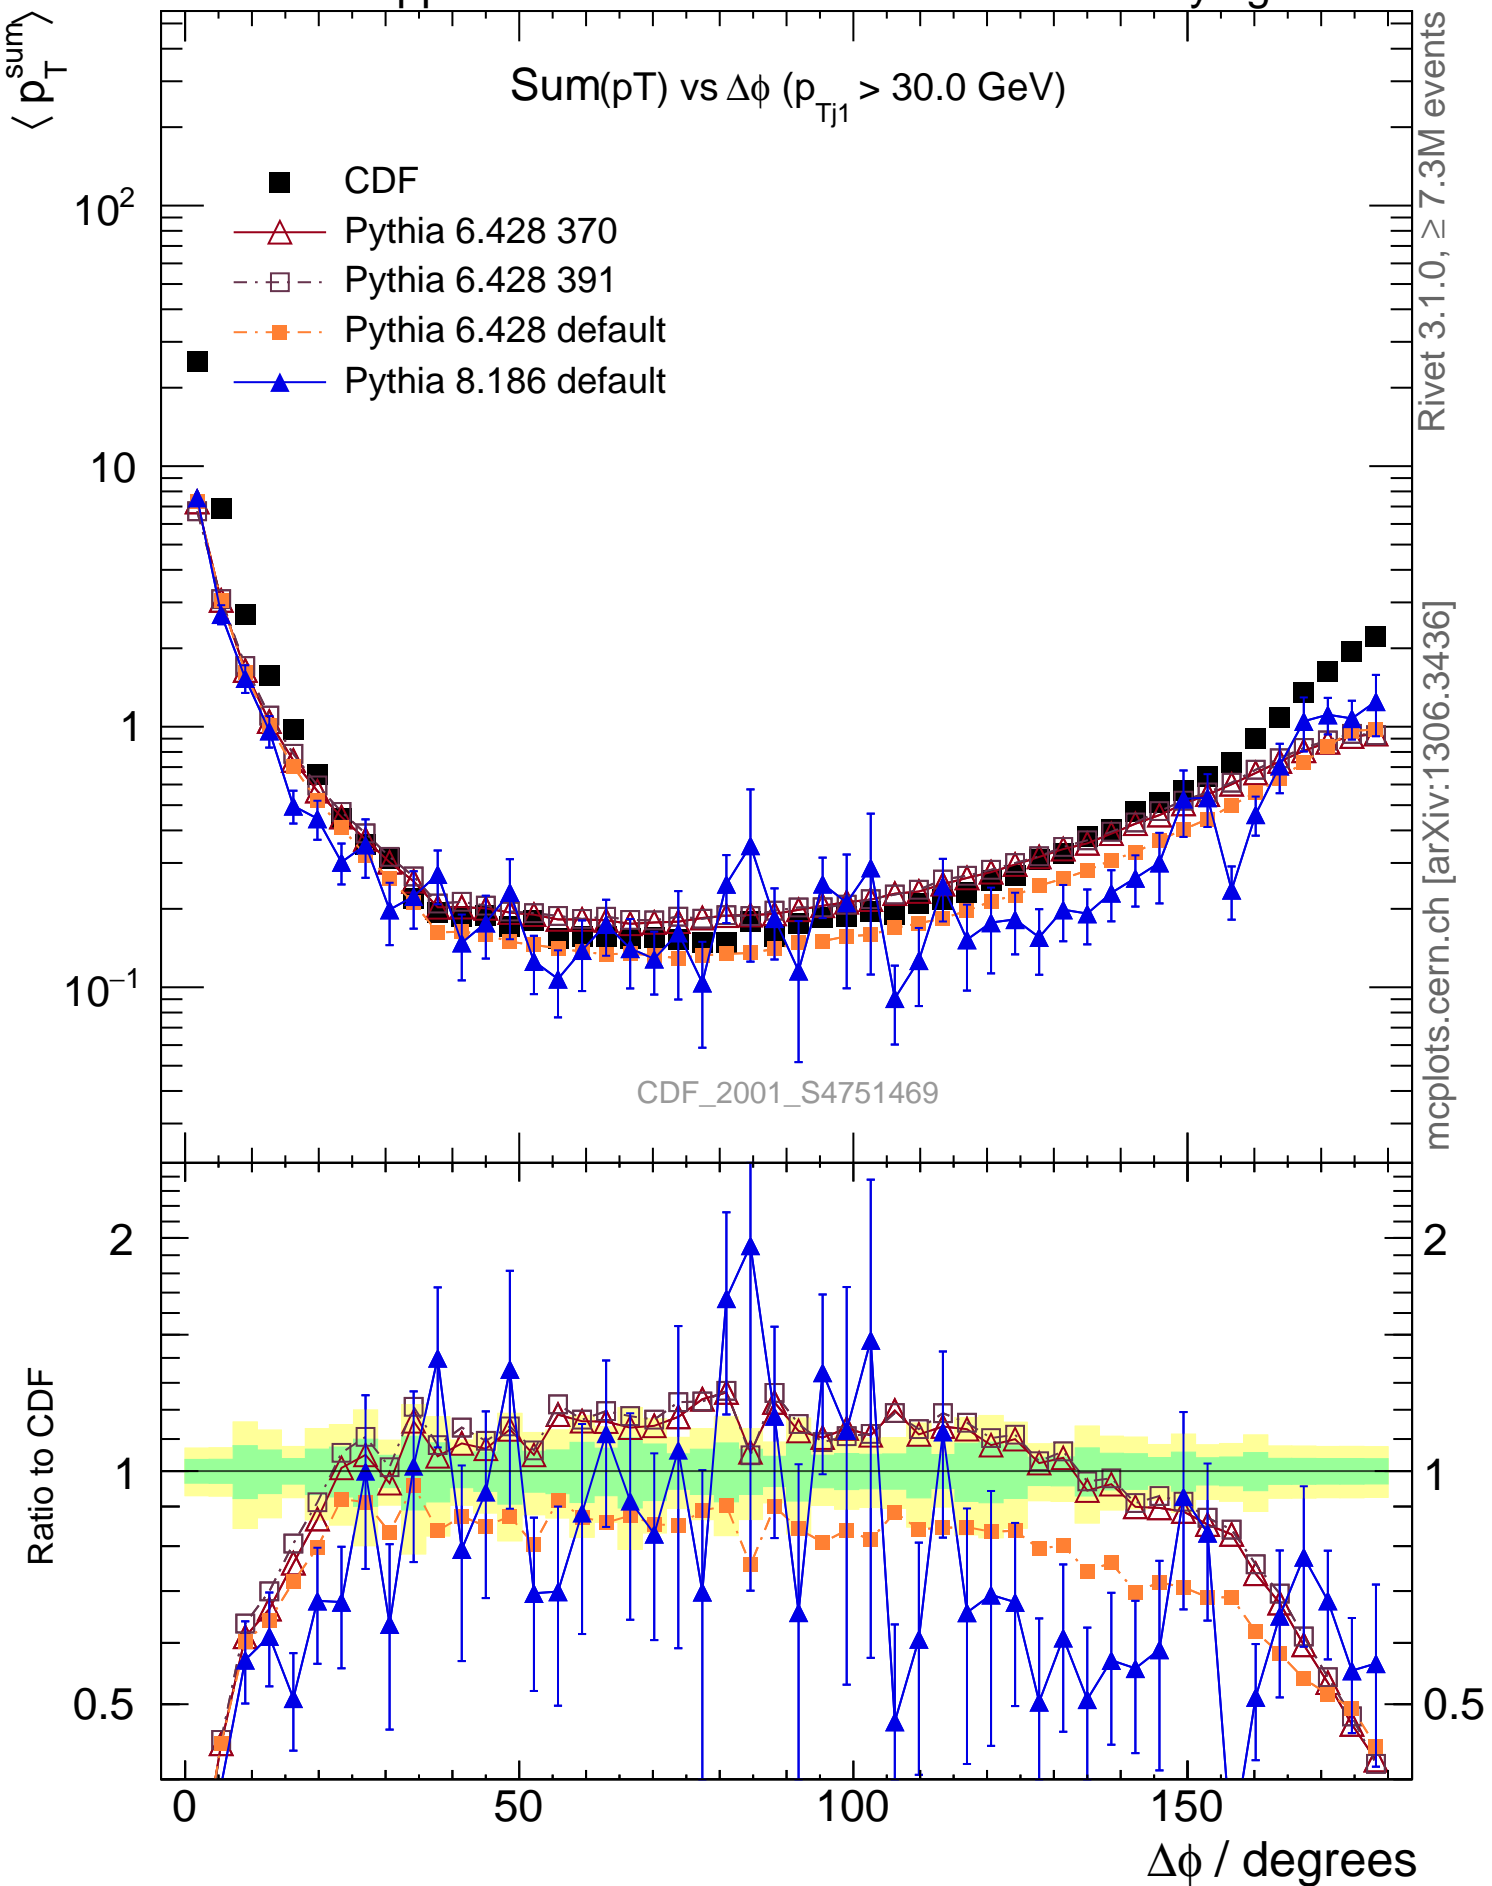 ⟨ p_T^sum ⟩
Sum(pT) vs Δϕ (p_Tj1 > 30.0 GeV)
CDF
Pythia 6.428 370
Pythia 6.428 391
Pythia 6.428 default
Pythia 8.186 default
10²
10
1
10⁻¹
CDF_2001_S4751469
Rivet 3.1.0, ≥ 7.3M events
mcplots.cern.ch [arXiv:1306.3436]
Ratio to CDF
2
1
0.5
2
1
0.5
0
50
100
150
Δϕ / degrees